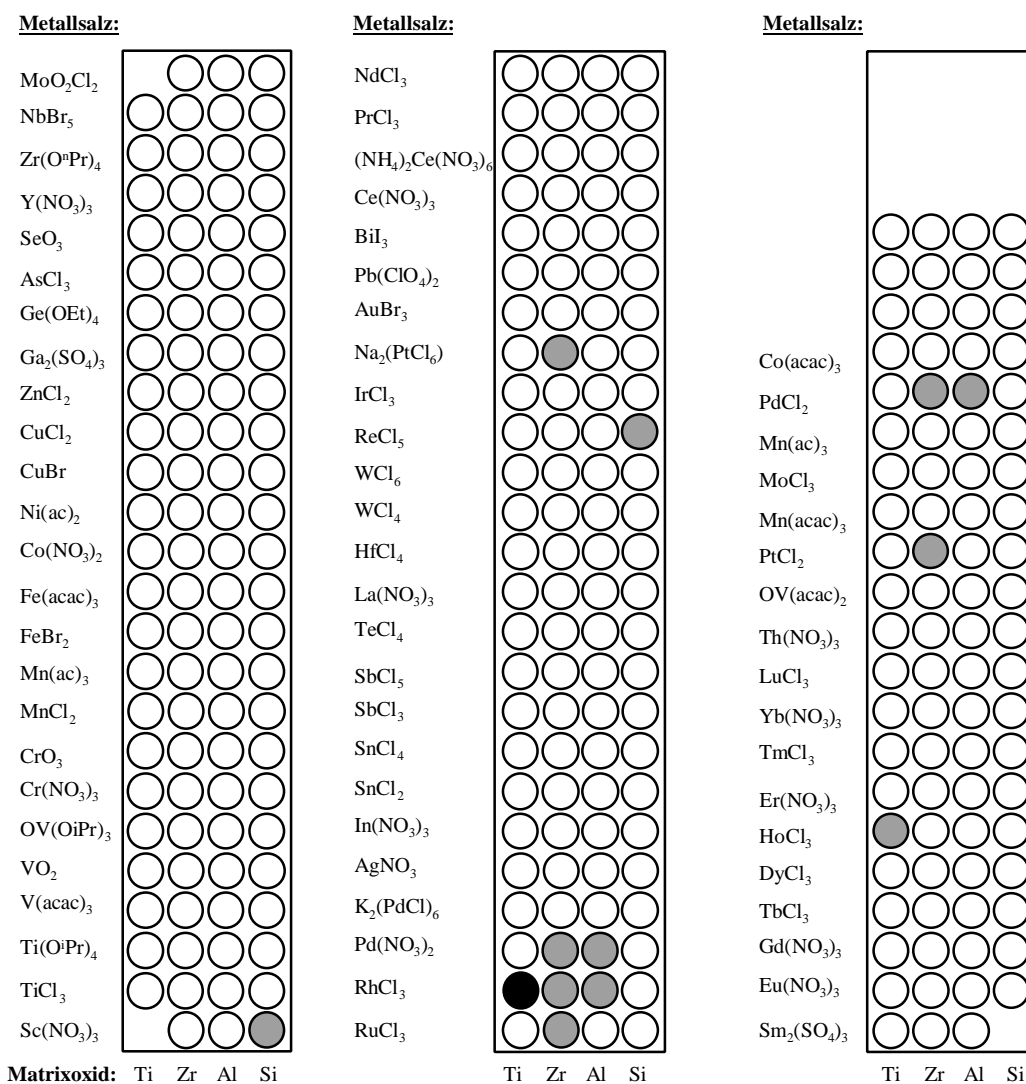 Metallsalz:
MoO₂Cl₂
NbBr₅
Zr(OⁿPr)₄
Y(NO₃)₃
SeO₃
AsCl₃
Ge(OEt)₄
Ga₂(SO₄)₃
ZnCl₂
CuCl₂
CuBr
Ni(ac)₂
Co(NO₃)₂
Fe(acac)₃
FeBr₂
Mn(ac)₃
MnCl₂
CrO₃
Cr(NO₃)₃
OV(OiPr)₃
VO₂
V(acac)₃
Ti(OⁱPr)₄
TiCl₃
Sc(NO₃)₃
Matrixoxid: Ti Zr Al Si
Metallsalz:
NdCl₃
PrCl₃
(NH₄)₂Ce(NO₃)₆
Ce(NO₃)₃
BiI₃
Pb(ClO₄)₂
AuBr₃
Na₂(PtCl₆)
IrCl₃
ReCl₅
WCl₆
WCl₄
HfCl₄
La(NO₃)₃
TeCl₄
SbCl₅
SbCl₃
SnCl₄
SnCl₂
In(NO₃)₃
AgNO₃
K₂(PdCl)₆
Pd(NO₃)₂
RhCl₃
RuCl₃
Ti Zr Al Si
Metallsalz:
Co(acac)₃
PdCl₂
Mn(ac)₃
MoCl₃
Mn(acac)₃
PtCl₂
OV(acac)₂
Th(NO₃)₃
LuCl₃
Yb(NO₃)₃
TmCl₃
Er(NO₃)₃
HoCl₃
DyCl₃
TbCl₃
Gd(NO₃)₃
Eu(NO₃)₃
Sm₂(SO₄)₃
Ti Zr Al Si